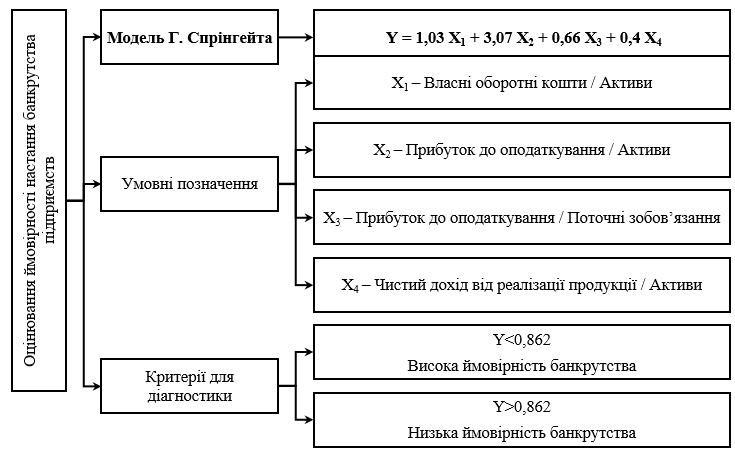 Оцінювання ймовірності настання банкрутства
підприємств
Модель Г. Спрінгейта
Y = 1,03 X₁ + 3,07 X₂ + 0,66 X₃ + 0,4 X₄
Умовні позначення
X₁ – Власні оборотні кошти / Активи
X₂ – Прибуток до оподаткування / Активи
X₃ – Прибуток до оподаткування / Поточні зобов’язання
X₄ – Чистий дохід від реалізації продукції / Активи
Критерії для
діагностики
Y<0,862
Висока ймовірність банкрутства
Y>0,862
Низька ймовірність банкрутства